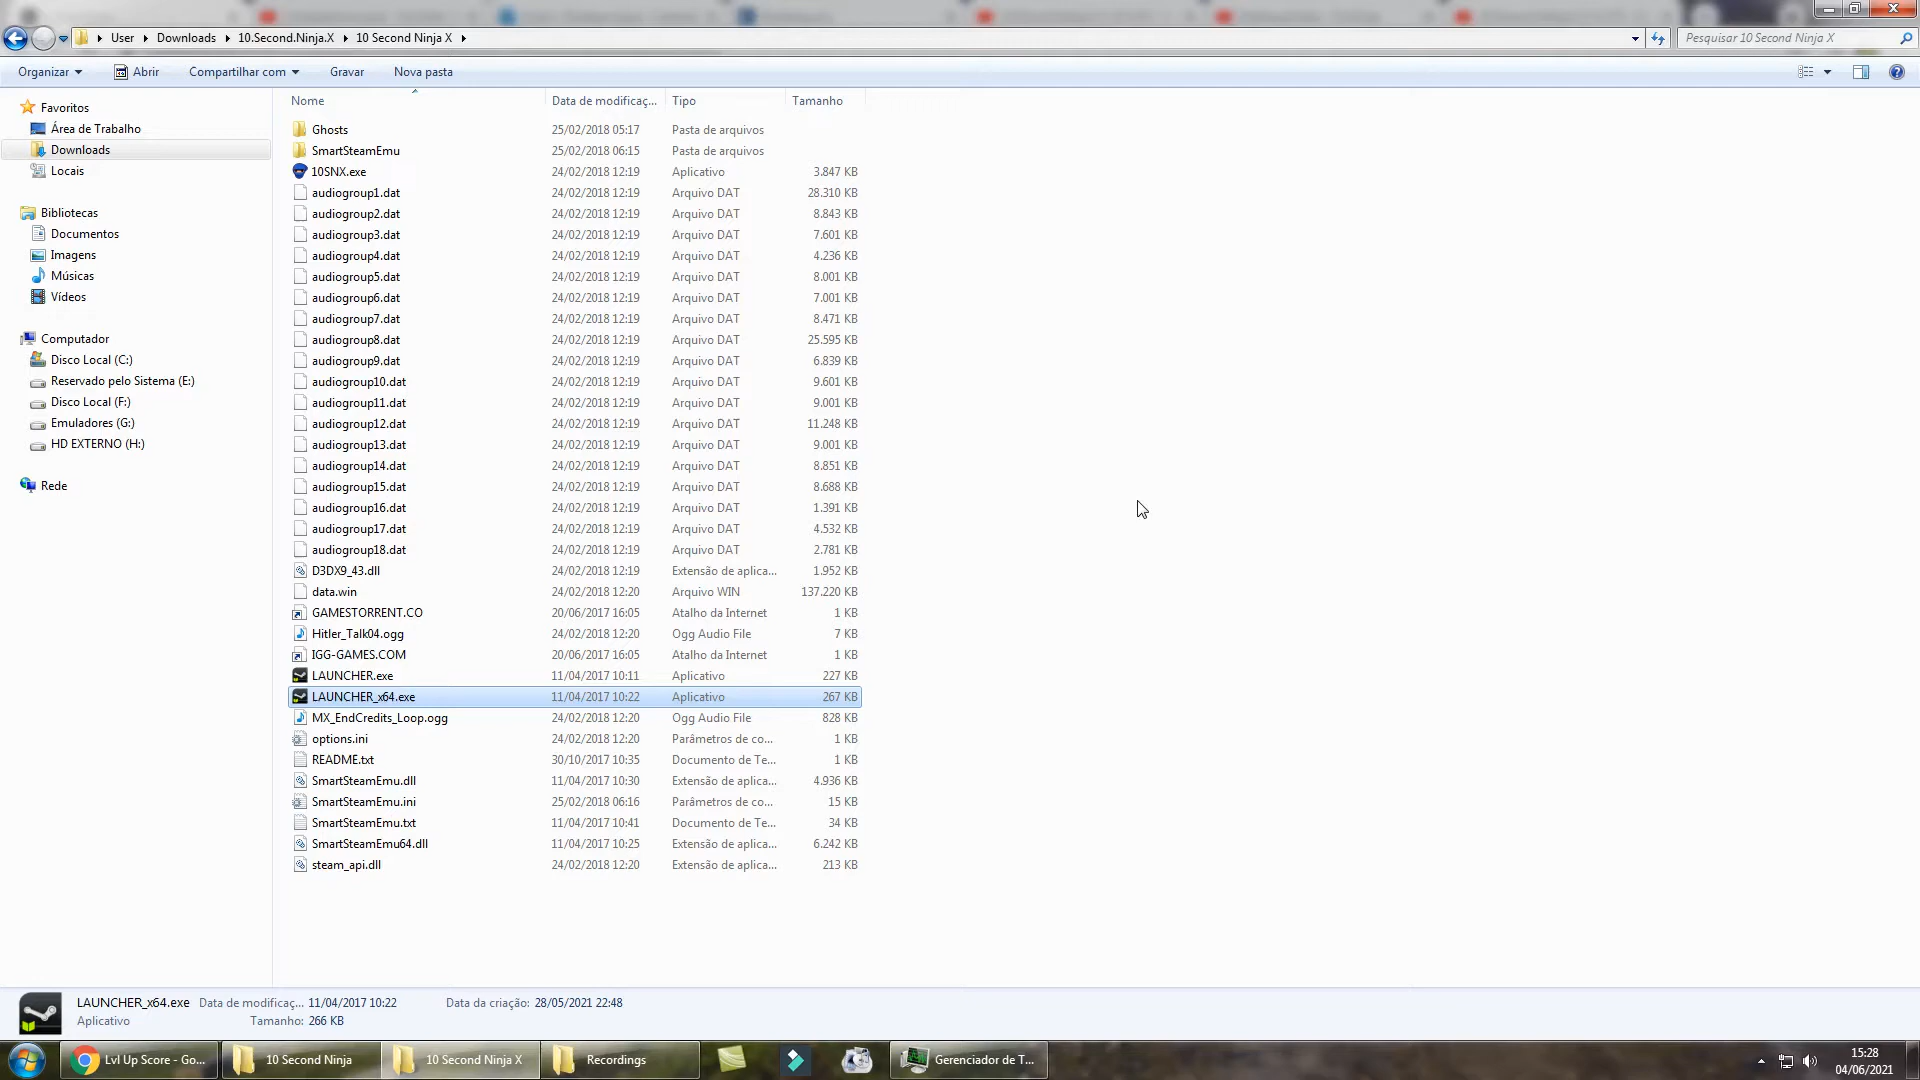 User ▸ Downloads ▸ 10.Second.Ninja.X ▸ 10 Second Ninja X ▸
Pesquisar 10 Second Ninja X
Organizar Abrir Compartilhar com Gravar Nova pasta
Favoritos
Área de Trabalho
Downloads
Locais
Bibliotecas
Documentos
Imagens
Músicas
Vídeos
Computador
Disco Local (C:)
Reservado pelo Sistema (E:)
Disco Local (F:)
Emuladores (G:)
HD EXTERNO (H:)
Rede
Nome Data de modificaç... Tipo Tamanho
Ghosts 25/02/2018 05:17 Pasta de arquivos
SmartSteamEmu 25/02/2018 06:15 Pasta de arquivos
10SNX.exe 24/02/2018 12:19 Aplicativo 3.847 KB
audiogroup1.dat 24/02/2018 12:19 Arquivo DAT 28.310 KB
audiogroup2.dat 24/02/2018 12:19 Arquivo DAT 8.843 KB
audiogroup3.dat 24/02/2018 12:19 Arquivo DAT 7.601 KB
audiogroup4.dat 24/02/2018 12:19 Arquivo DAT 4.236 KB
audiogroup5.dat 24/02/2018 12:19 Arquivo DAT 8.001 KB
audiogroup6.dat 24/02/2018 12:19 Arquivo DAT 7.001 KB
audiogroup7.dat 24/02/2018 12:19 Arquivo DAT 8.471 KB
audiogroup8.dat 24/02/2018 12:19 Arquivo DAT 25.595 KB
audiogroup9.dat 24/02/2018 12:19 Arquivo DAT 6.839 KB
audiogroup10.dat 24/02/2018 12:19 Arquivo DAT 9.601 KB
audiogroup11.dat 24/02/2018 12:19 Arquivo DAT 9.001 KB
audiogroup12.dat 24/02/2018 12:19 Arquivo DAT 11.248 KB
audiogroup13.dat 24/02/2018 12:19 Arquivo DAT 9.001 KB
audiogroup14.dat 24/02/2018 12:19 Arquivo DAT 8.851 KB
audiogroup15.dat 24/02/2018 12:19 Arquivo DAT 8.688 KB
audiogroup16.dat 24/02/2018 12:19 Arquivo DAT 1.391 KB
audiogroup17.dat 24/02/2018 12:19 Arquivo DAT 4.532 KB
audiogroup18.dat 24/02/2018 12:19 Arquivo DAT 2.781 KB
D3DX9_43.dll 24/02/2018 12:19 Extensão de aplica... 1.952 KB
data.win 24/02/2018 12:20 Arquivo WIN 137.220 KB
GAMESTORRENT.CO 20/06/2017 16:05 Atalho da Internet 1 KB
Hitler_Talk04.ogg 24/02/2018 12:20 Ogg Audio File 7 KB
IGG-GAMES.COM 20/06/2017 16:05 Atalho da Internet 1 KB
LAUNCHER.exe 11/04/2017 10:11 Aplicativo 227 KB
LAUNCHER_x64.exe 11/04/2017 10:22 Aplicativo 267 KB
MX_EndCredits_Loop.ogg 24/02/2018 12:20 Ogg Audio File 828 KB
options.ini 24/02/2018 12:20 Parâmetros de co... 1 KB
README.txt 30/10/2017 10:35 Documento de Te... 1 KB
SmartSteamEmu.dll 11/04/2017 10:30 Extensão de aplica... 4.936 KB
SmartSteamEmu.ini 25/02/2018 06:16 Parâmetros de co... 15 KB
SmartSteamEmu.txt 11/04/2017 10:41 Documento de Te... 34 KB
SmartSteamEmu64.dll 11/04/2017 10:25 Extensão de aplica... 6.242 KB
steam_api.dll 24/02/2018 12:20 Extensão de aplica... 213 KB
LAUNCHER_x64.exe Data de modificaç... 11/04/2017 10:22 Data da criação: 28/05/2021 22:48
Aplicativo Tamanho: 266 KB
Lvl Up Score - Go... 10 Second Ninja 10 Second Ninja X Recordings Gerenciador de T... 15:28
04/06/2021